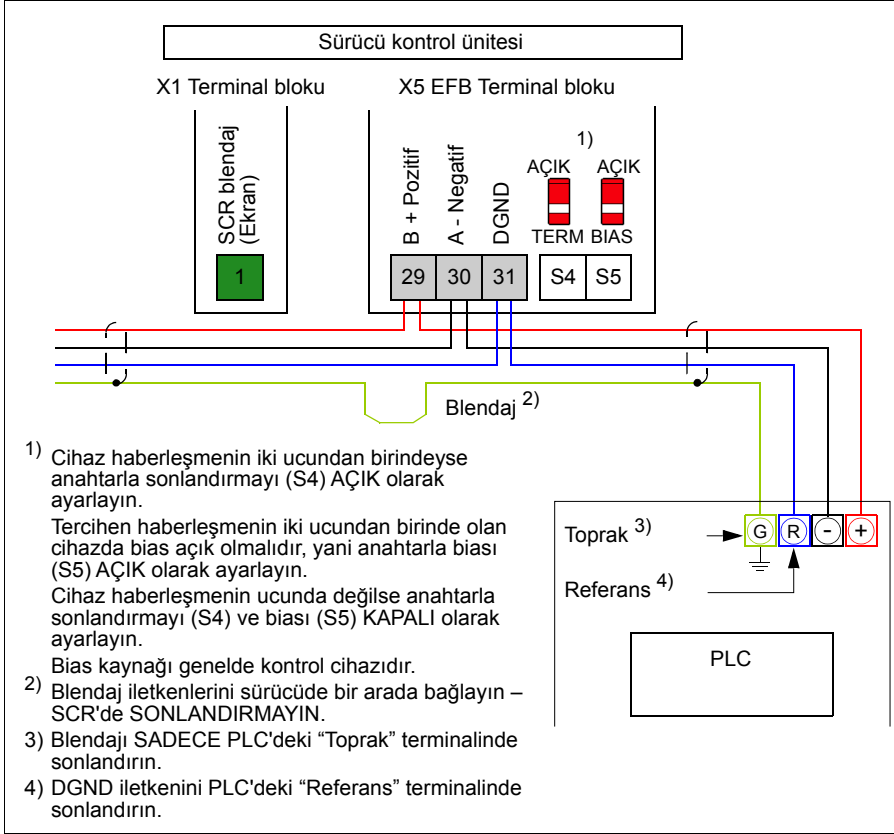 Sürücü kontrol ünitesi
X1 Terminal bloku
X5 EFB Terminal bloku
SCR blendaj
(Ekran)
1
B + Pozitif
A - Negatif
DGND
1)
AÇIK
AÇIK
TERM
BIAS
29
30
31
S4
S5
Blendaj 2)
1) Cihaz haberleşmenin iki ucundan birindeyse
anahtarla sonlandırmayı (S4) AÇIK olarak
ayarlayın.
Tercihen haberleşmenin iki ucundan birinde olan
cihazda bias açık olmalıdır, yani anahtarla biası
(S5) AÇIK olarak ayarlayın.
Cihaz haberleşmenin ucunda değilse anahtarla
sonlandırmayı (S4) ve biası (S5) KAPALI olarak
ayarlayın.
Bias kaynağı genelde kontrol cihazıdır.
2) Blendaj iletkenlerini sürücüde bir arada bağlayın –
SCR'de SONLANDIRMAYIN.
3) Blendajı SADECE PLC'deki “Toprak” terminalinde
sonlandırın.
4) DGND iletkenini PLC'deki “Referans” terminalinde
sonlandırın.
Toprak 3)
G
R
-
+
Referans 4)
PLC